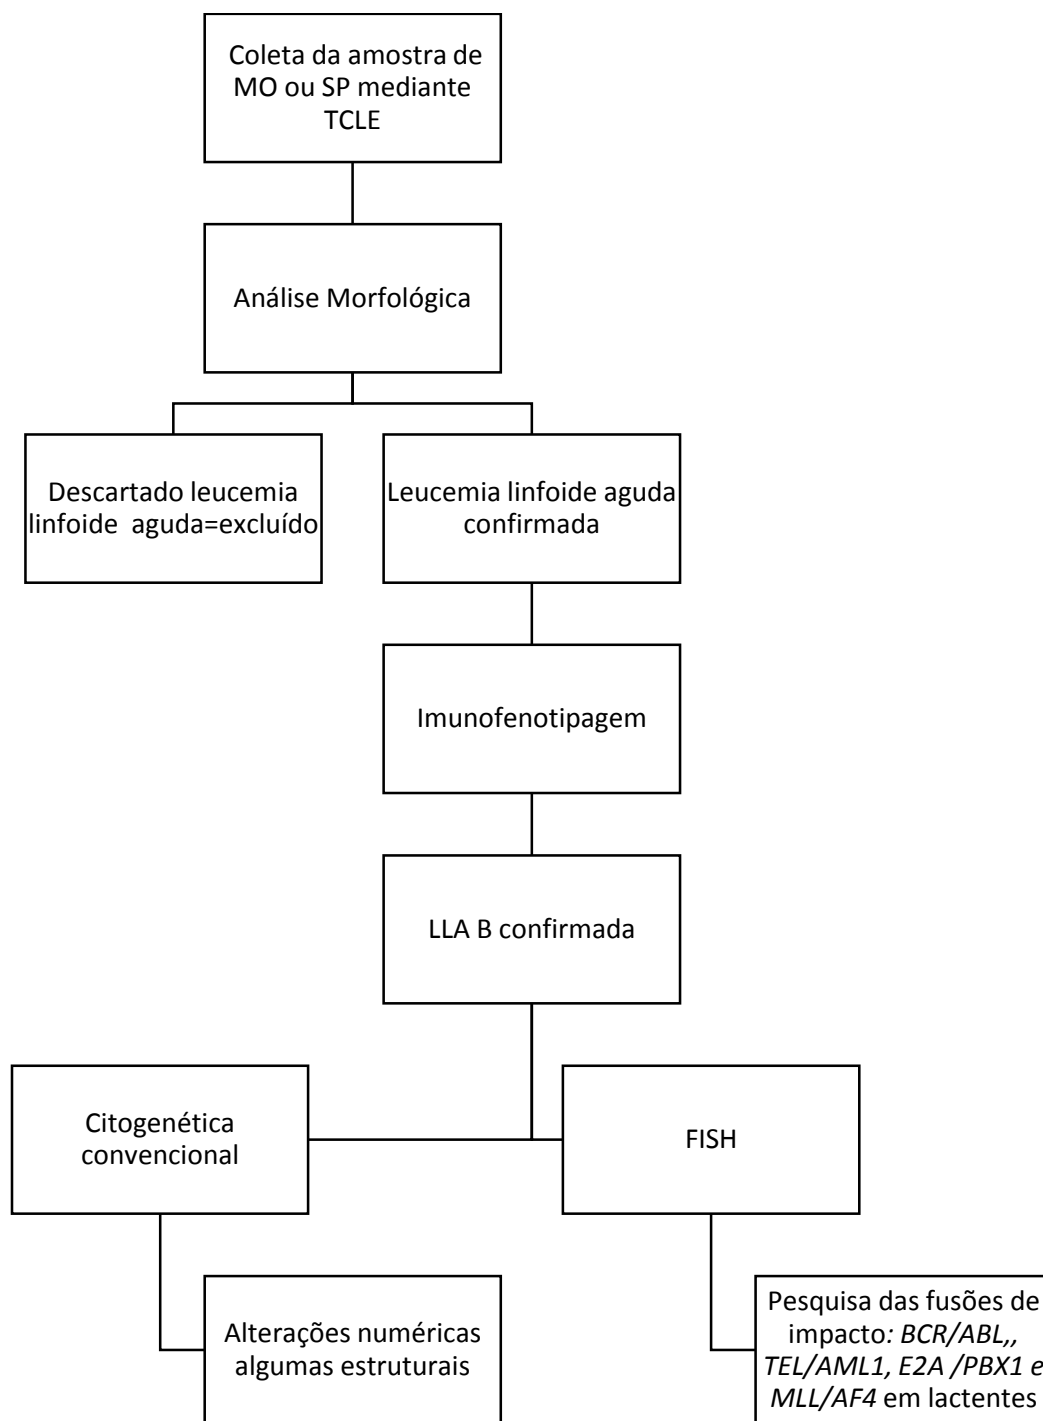 Coleta da amostra de
MO ou SP mediante
TCLE
Análise Morfológica
Descartado leucemia
linfoide aguda=excluído
Leucemia linfoide aguda
confirmada
Imunofenotipagem
LLA B confirmada
Citogenética
convencional
FISH
Alterações numéricas
algumas estruturais
Pesquisa das fusões de
impacto: BCR/ABL,,
TEL/AML1, E2A /PBX1 e
MLL/AF4 em lactentes